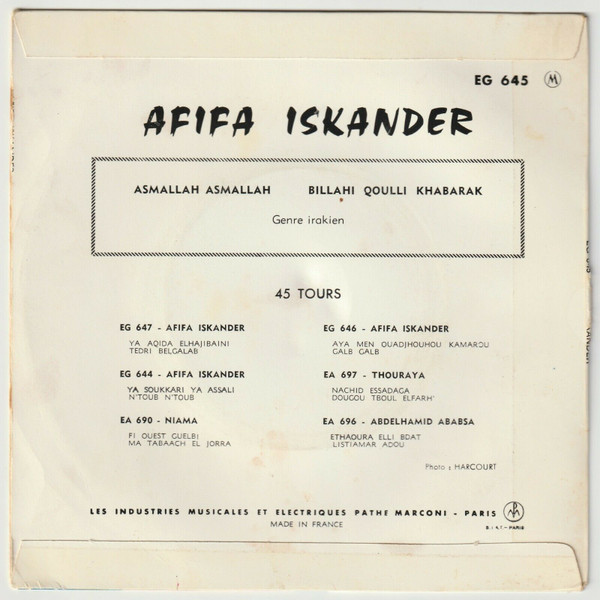 EG 645 M
AFIFA ISKANDER
ASMALLAH ASMALLAH BILLAHI QOULLI KHABARAK
Genre irakien
45 TOURS
EG 647 - AFIFA ISKANDER
YA AQIDA ELHAJIBAINI
TEDRI BELGALAB
EG 644 - AFIFA ISKANDER
YA SOUKKARI YA ASSALI
N'TOUB N'TOUB
EA 690 - NIAMA
FI OUEST GUELBI
MA TABAACH EL JORRA
EG 646 - AFIFA ISKANDER
AYA MEN OUADJHOUHOU KAMAROU
GALB GALB
EA 697 - THOURAYA
NACHID ESSADAGA
DOUGOU TBOUL ELFARH'
EA 696 - ABDELHAMID ABABSA
ETHAOURA ELLI BDAT
LISTIAMAR ADOU
Photo : HARCOURT
LES INDUSTRIES MUSICALES ET ELECTRIQUES PATHE MARCONI - PARIS
MADE IN FRANCE